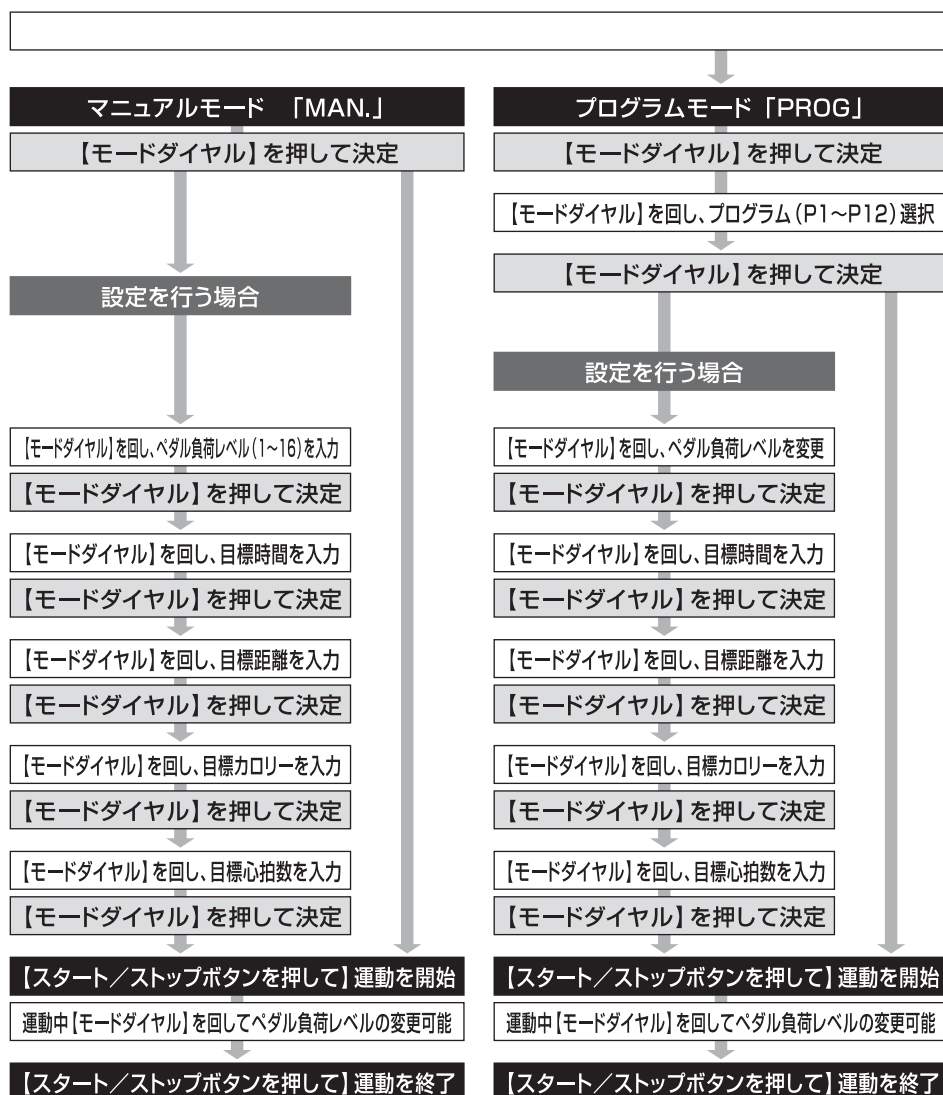 マニュアルモード 「MAN.」
【モードダイヤル】を押して決定
設定を行う場合
【モードダイヤル】を回し、ペダル負荷レベル(1~16)を入力
【モードダイヤル】を押して決定
【モードダイヤル】を回し、目標時間を入力
【モードダイヤル】を押して決定
【モードダイヤル】を回し、目標距離を入力
【モードダイヤル】を押して決定
【モードダイヤル】を回し、目標カロリーを入力
【モードダイヤル】を押して決定
【モードダイヤル】を回し、目標心拍数を入力
【モードダイヤル】を押して決定
【スタート/ストップボタンを押して】運動を開始
運動中【モードダイヤル】を回してペダル負荷レベルの変更可能
【スタート/ストップボタンを押して】運動を終了
プログラムモード「PROG」
【モードダイヤル】を押して決定
【モードダイヤル】を回し、プログラム(P1~P12)選択
【モードダイヤル】を押して決定
設定を行う場合
【モードダイヤル】を回し、ペダル負荷レベルを変更
【モードダイヤル】を押して決定
【モードダイヤル】を回し、目標時間を入力
【モードダイヤル】を押して決定
【モードダイヤル】を回し、目標距離を入力
【モードダイヤル】を押して決定
【モードダイヤル】を回し、目標カロリーを入力
【モードダイヤル】を押して決定
【モードダイヤル】を回し、目標心拍数を入力
【モードダイヤル】を押して決定
【スタート/ストップボタンを押して】運動を開始
運動中【モードダイヤル】を回してペダル負荷レベルの変更可能
【スタート/ストップボタンを押して】運動を終了